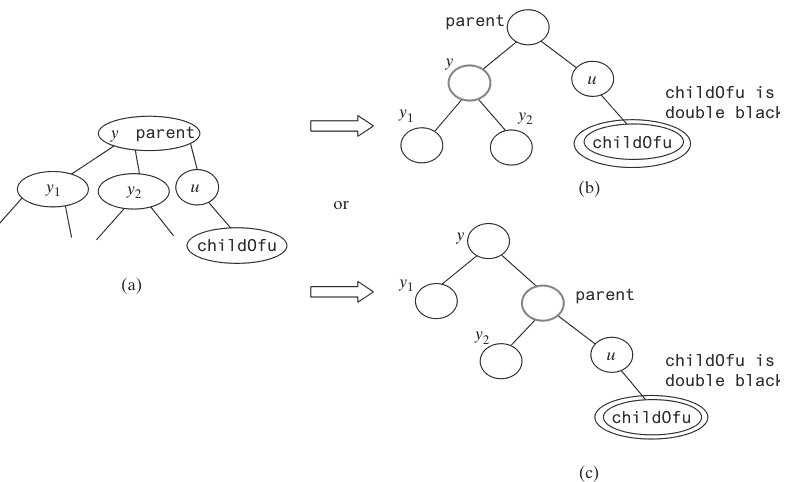 y parent
y1 y2 u
childOfu
(a)
or
parent
y
u
childOfu is
double black
y1 y2
childOfu
(b)
y
y1
parent
y2
u
childOfu is
double black
childOfu
(c)